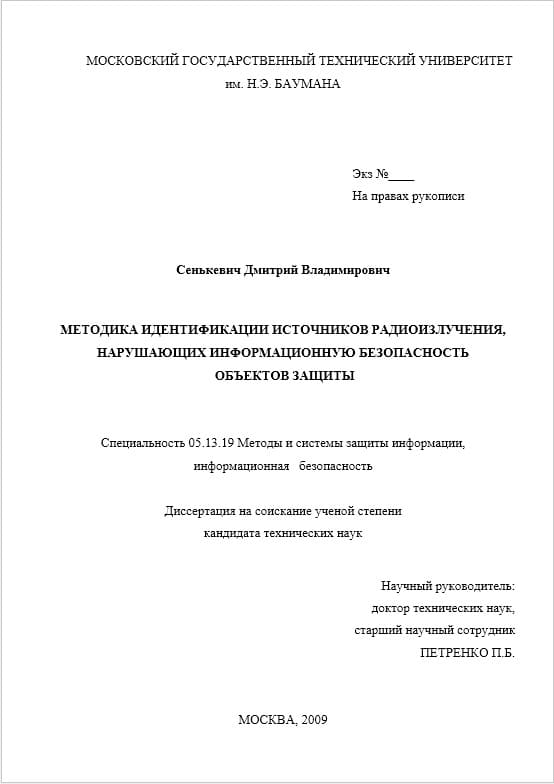 МОСКОВСКИЙ ГОСУДАРСТВЕННЫЙ ТЕХНИЧЕСКИЙ УНИВЕРСИТЕТ
им. Н.Э. БАУМАНА
Экз №____
На правах рукописи
Сенькевич Дмитрий Владимирович
МЕТОДИКА ИДЕНТИФИКАЦИИ ИСТОЧНИКОВ РАДИОИЗЛУЧЕНИЯ,
НАРУШАЮЩИХ ИНФОРМАЦИОННУЮ БЕЗОПАСНОСТЬ
ОБЪЕКТОВ ЗАЩИТЫ
Специальность 05.13.19 Методы и системы защиты информации,
информационная безопасность
Диссертация на соискание ученой степени
кандидата технических наук
Научный руководитель:
доктор технических наук,
старший научный сотрудник
ПЕТРЕНКО П.Б.
МОСКВА, 2009